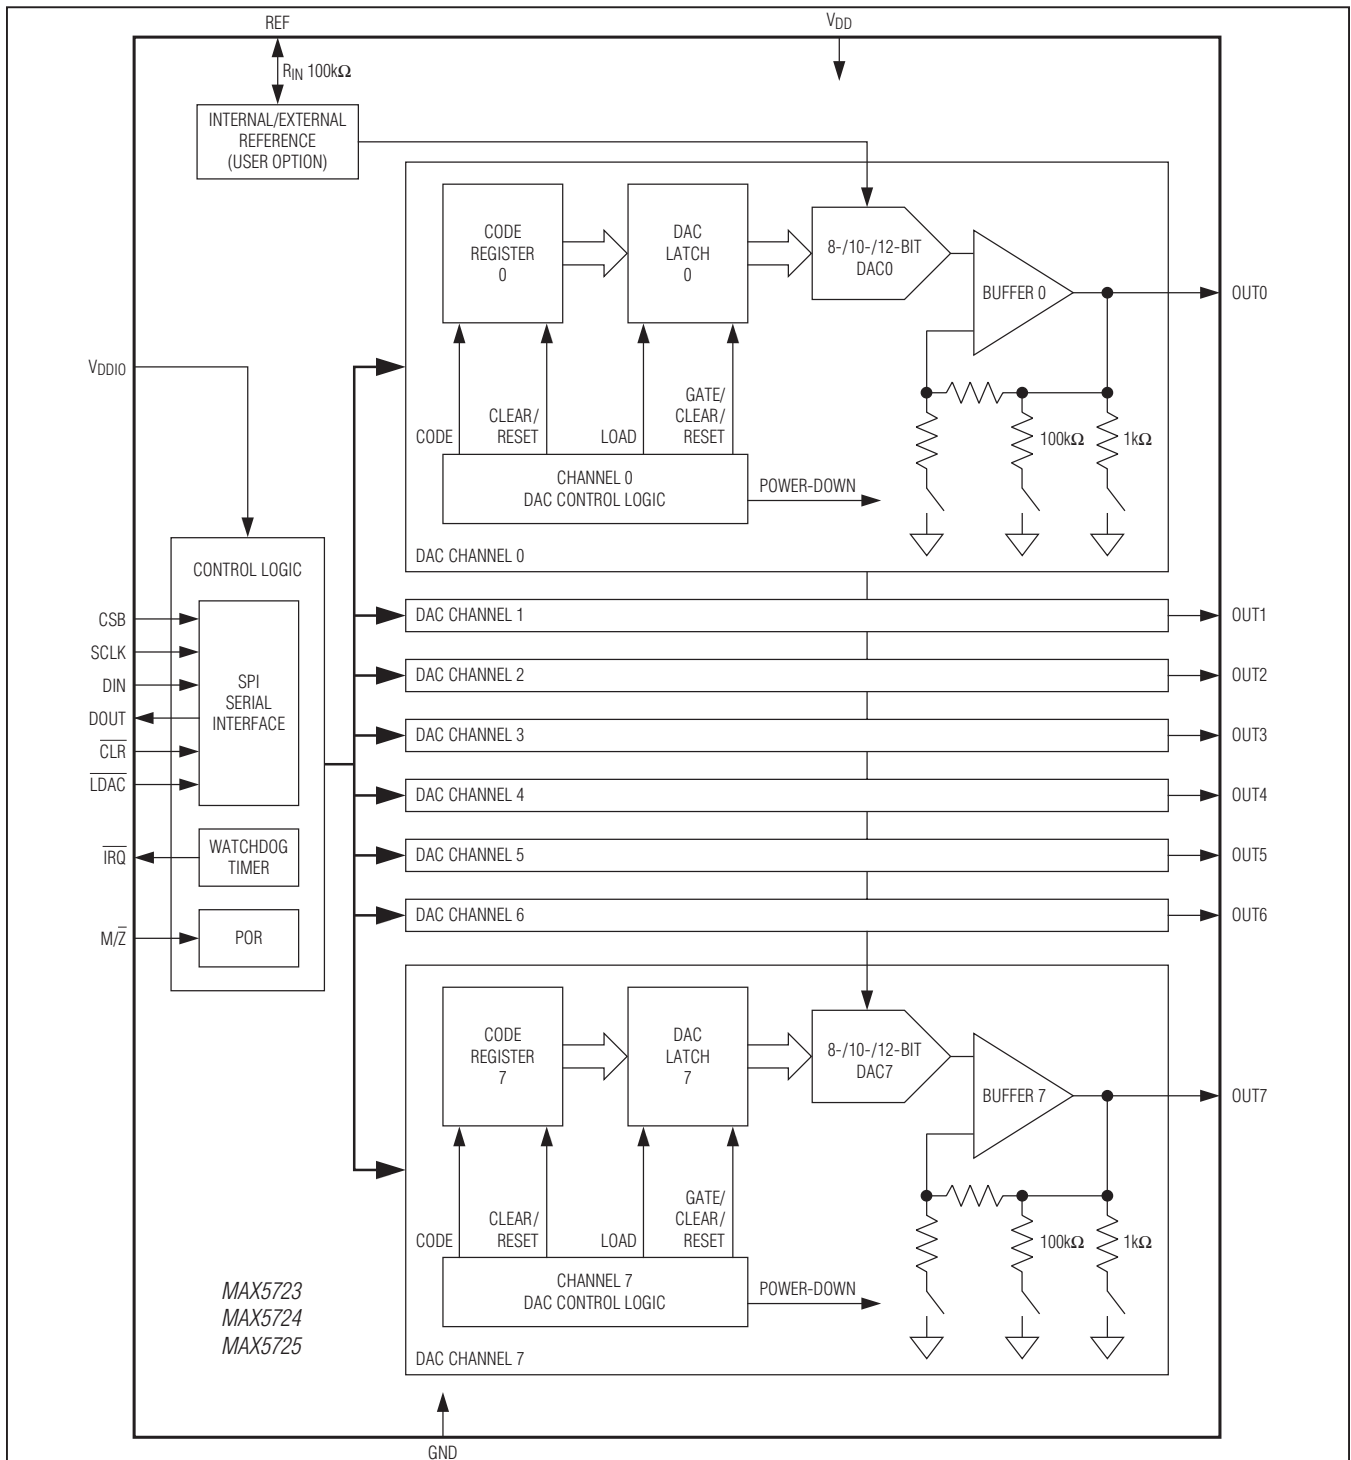 REF
VDD
RIN 100kΩ
INTERNAL/EXTERNAL
REFERENCE
(USER OPTION)
CODE
REGISTER
0
DAC
LATCH
0
8-/10-/12-BIT
DAC0
BUFFER 0
OUT0
VDDIO
CODE
CLEAR/
RESET
LOAD
GATE/
CLEAR/
RESET
100kΩ
1kΩ
CHANNEL 0
DAC CONTROL LOGIC
POWER-DOWN
DAC CHANNEL 0
CONTROL LOGIC
CSB
SCLK
DIN
DOUT
CLR
LDAC
SPI
SERIAL
INTERFACE
IRQ
WATCHDOG
TIMER
M/Z
POR
DAC CHANNEL 1
OUT1
DAC CHANNEL 2
OUT2
DAC CHANNEL 3
OUT3
DAC CHANNEL 4
OUT4
DAC CHANNEL 5
OUT5
DAC CHANNEL 6
OUT6
CODE
REGISTER
7
DAC
LATCH
7
8-/10-/12-BIT
DAC7
BUFFER 7
OUT7
CODE
CLEAR/
RESET
LOAD
GATE/
CLEAR/
RESET
100kΩ
1kΩ
CHANNEL 7
DAC CONTROL LOGIC
POWER-DOWN
DAC CHANNEL 7
MAX5723
MAX5724
MAX5725
GND